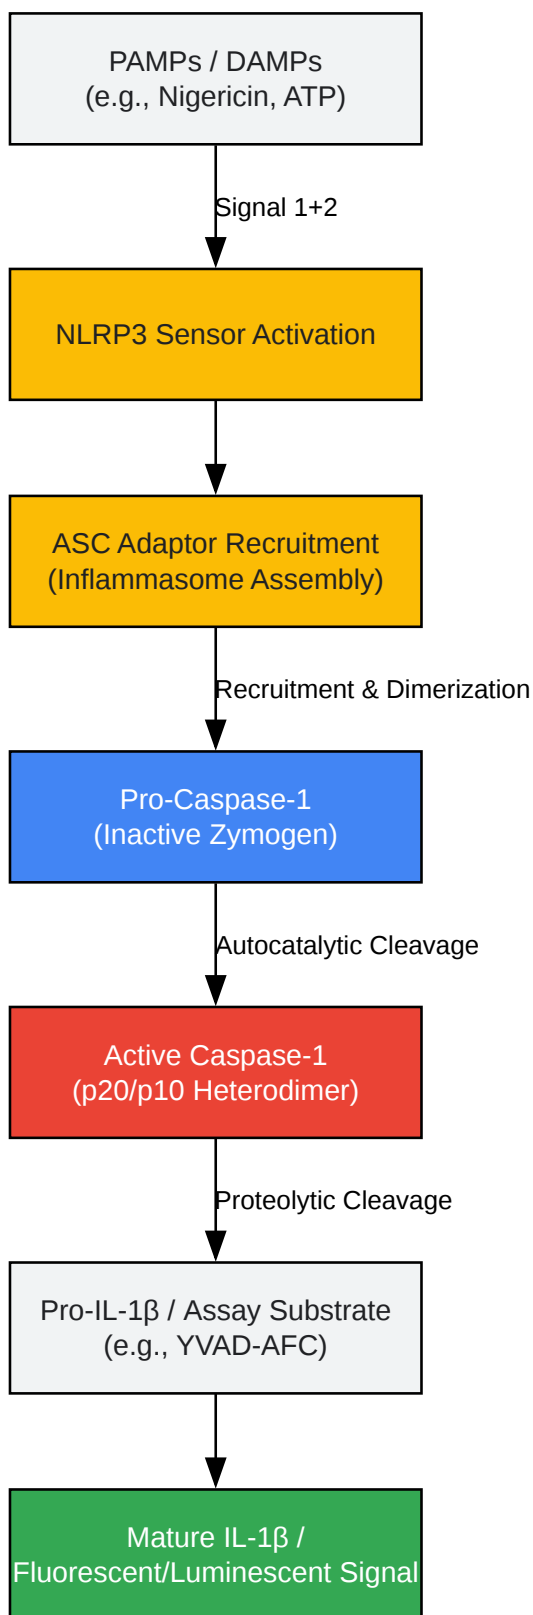 PAMPs / DAMPs
(e.g., Nigericin, ATP)
Signal 1+2
NLRP3 Sensor Activation
ASC Adaptor Recruitment
(Inflammasome Assembly)
Recruitment & Dimerization
Pro-Caspase-1
(Inactive Zymogen)
Autocatalytic Cleavage
Active Caspase-1
(p20/p10 Heterodimer)
Proteolytic Cleavage
Pro-IL-1β / Assay Substrate
(e.g., YVAD-AFC)
Mature IL-1β /
Fluorescent/Luminescent Signal